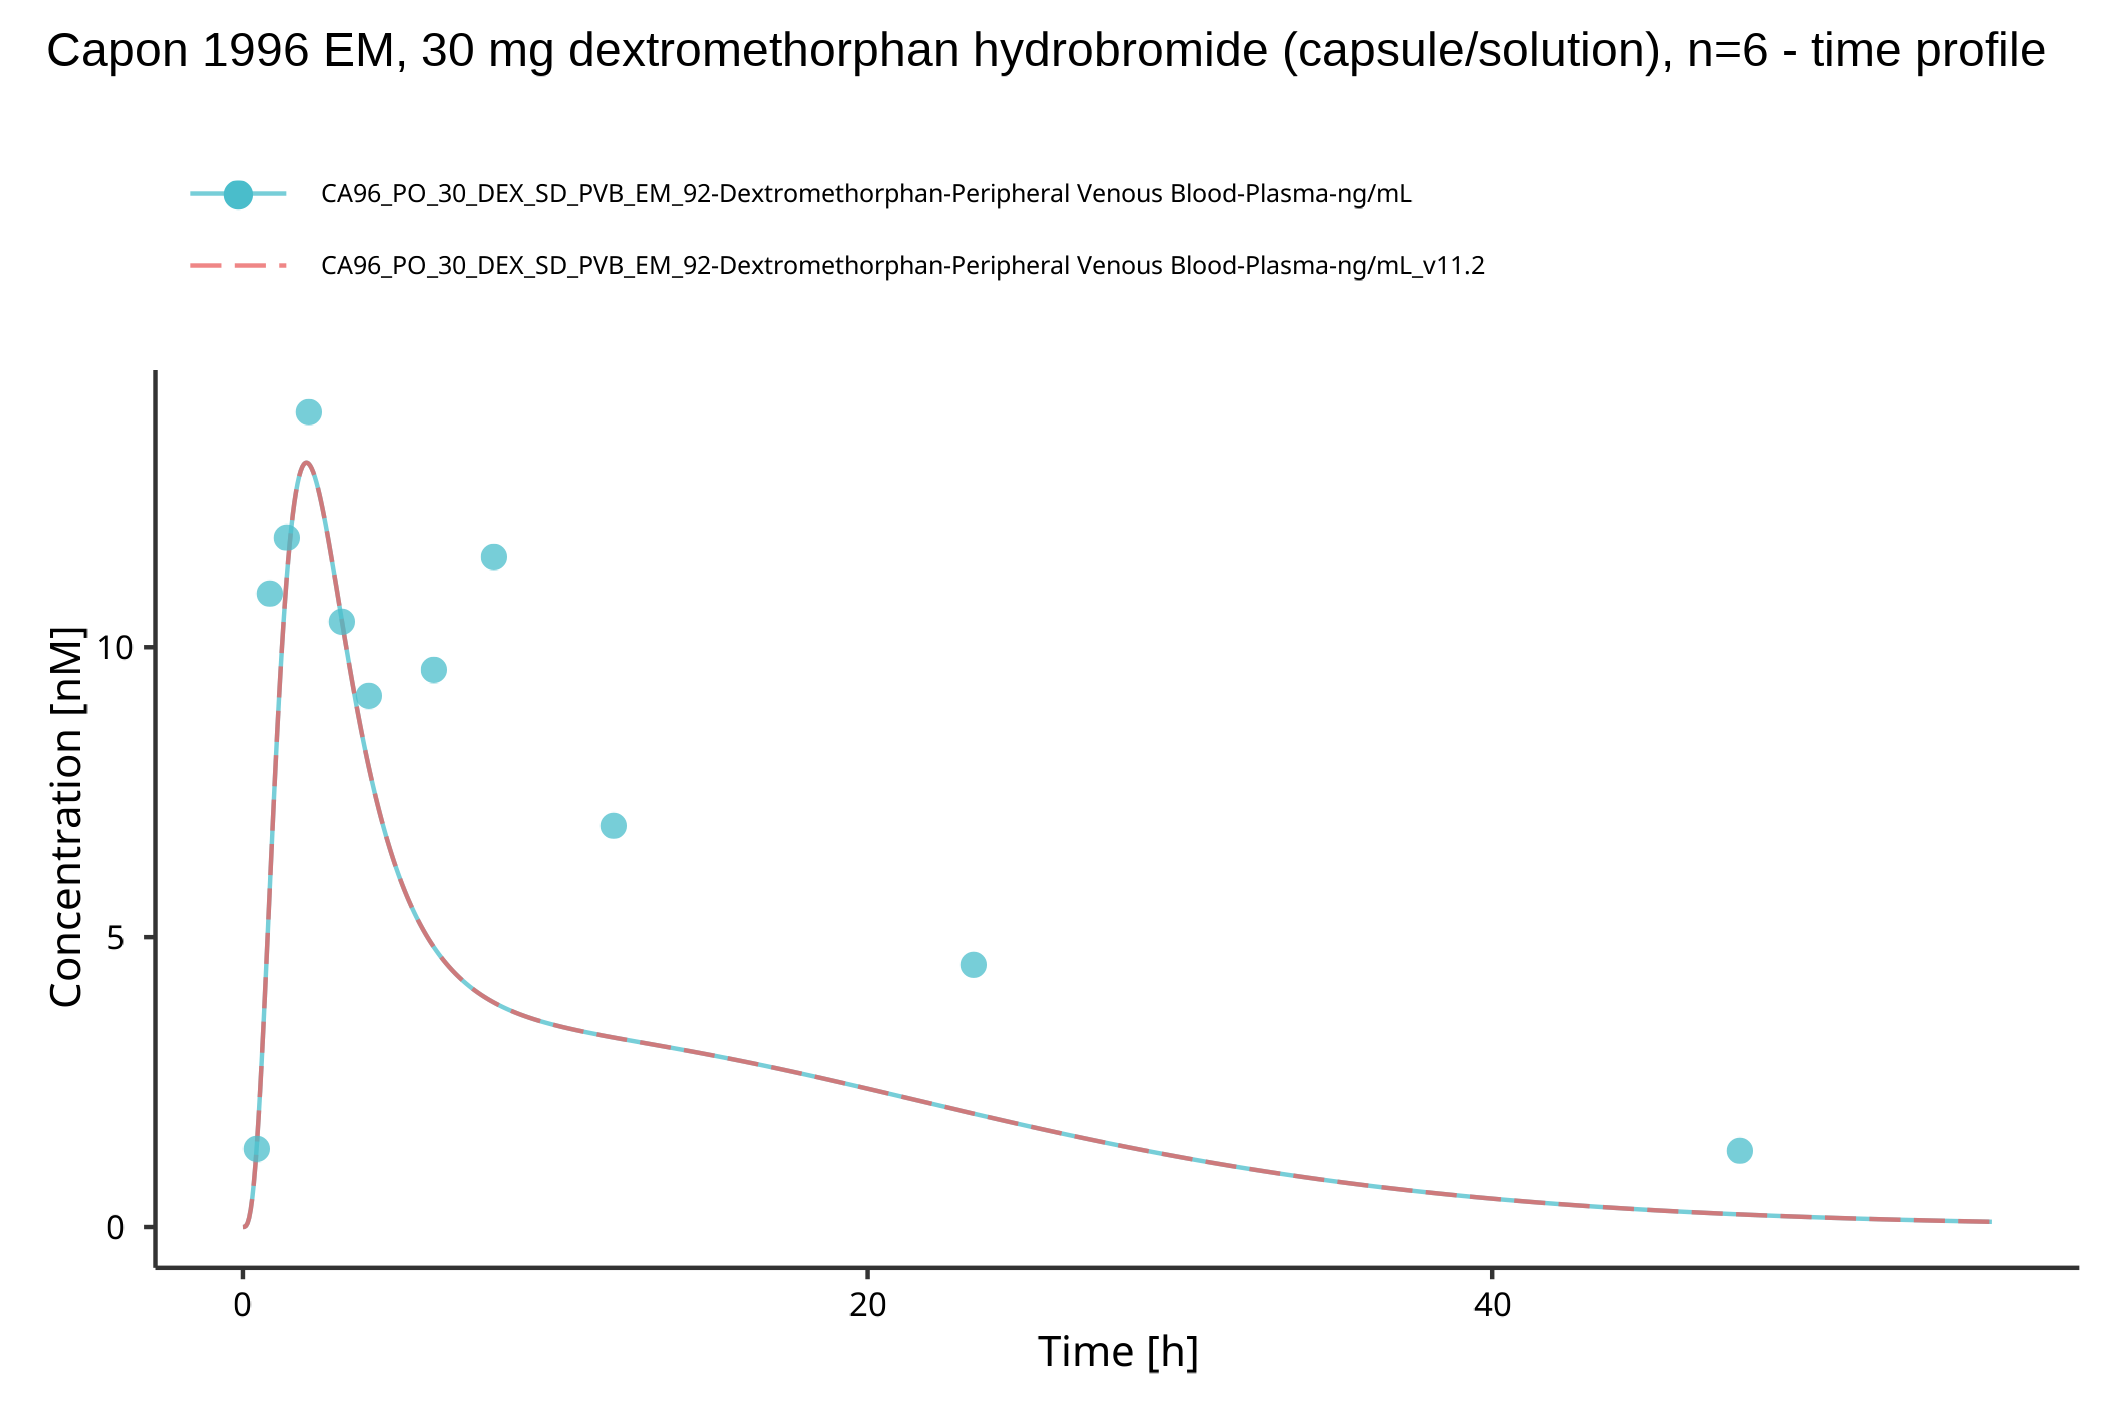 Capon 1996 EM, 30 mg dextromethorphan hydrobromide (capsule/solution), n=6 - time profile
CA96_PO_30_DEX_SD_PVB_EM_92-Dextromethorphan-Peripheral Venous Blood-Plasma-ng/mL
CA96_PO_30_DEX_SD_PVB_EM_92-Dextromethorphan-Peripheral Venous Blood-Plasma-ng/mL_v11.2
Concentration [nM]
10
5
0
0 20 40
Time [h]